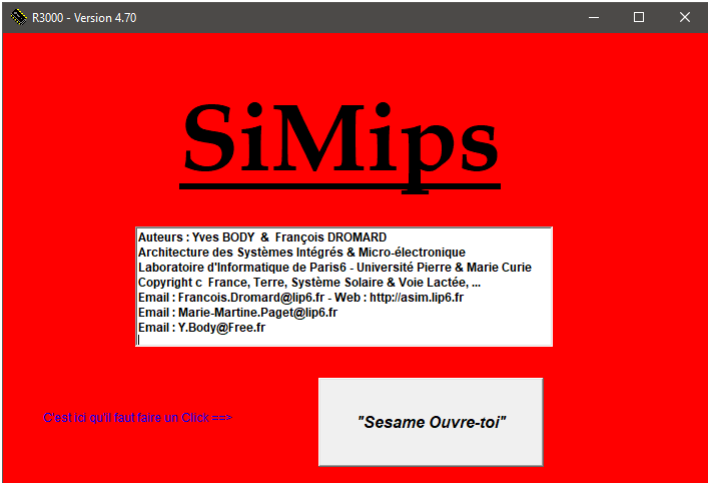 R3000 - Version 4.70
SiMips
Auteurs : Yves BODY & François DROMARD
Architecture des Systèmes Intégrés & Micro-électronique
Laboratoire d'Informatique de Paris6 - Université Pierre & Marie Curie
Copyright c France, Terre, Système Solaire & Voie Lactée, ...
Email : Francois.Dromard@lip6.fr - Web : http://asim.lip6.fr
Email : Marie-Martine.Paget@lip6.fr
Email : Y.Body@Free.fr
C'est ici qu'il faut faire un Click ==>
"Sesame Ouvre-toi"